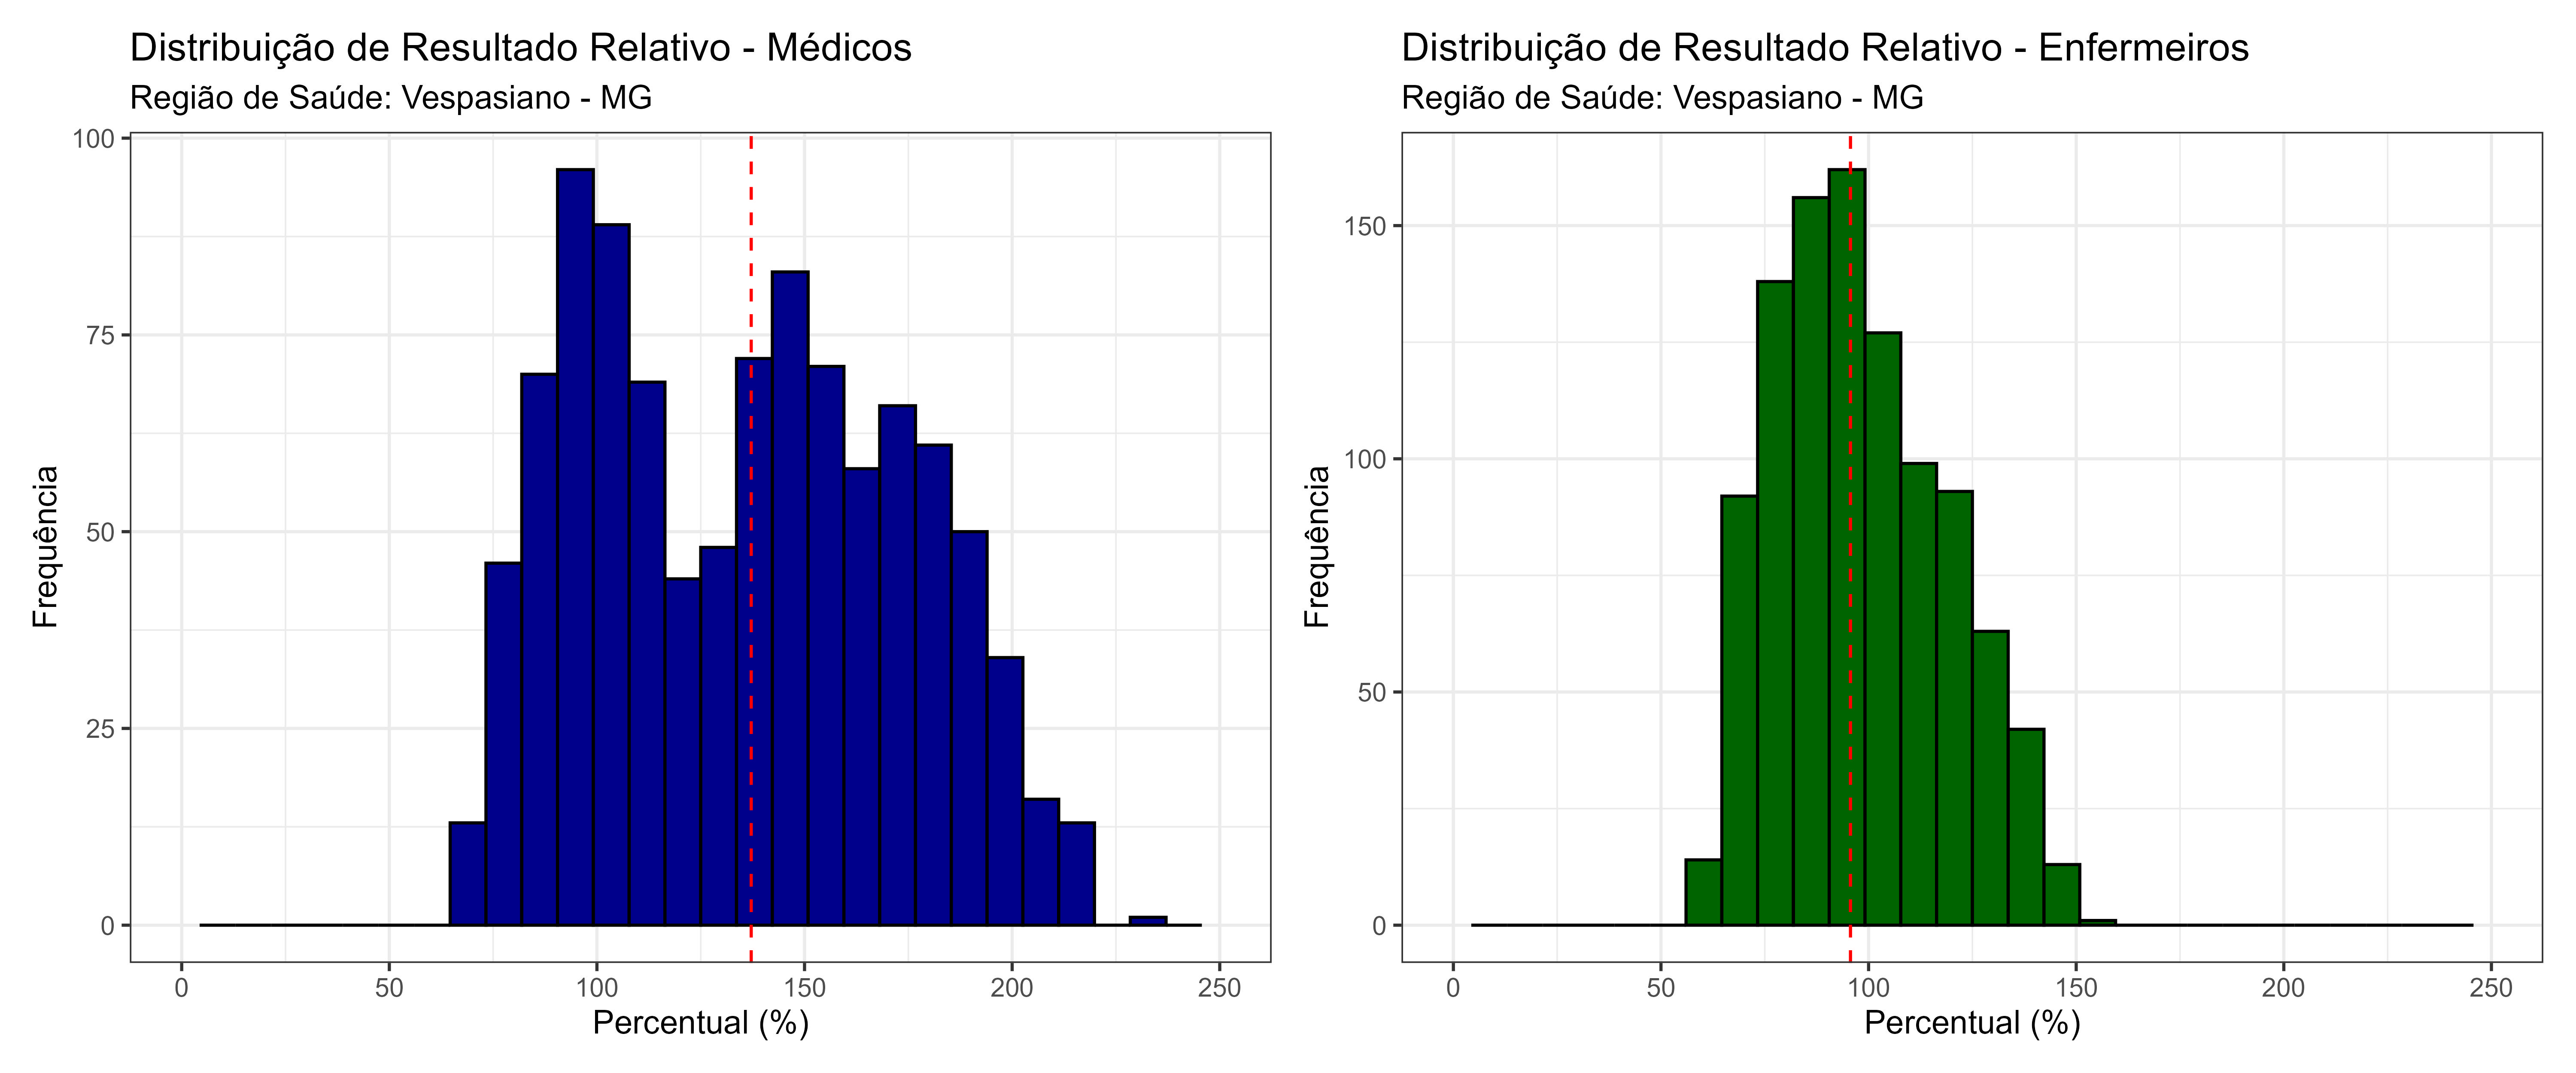 Distribuição de Resultado Relativo - Médicos
Região de Saúde: Vespasiano - MG
100
75
50
25
0
Frequência
0 50 100 150 200 250
Percentual (%)
Distribuição de Resultado Relativo - Enfermeiros
Região de Saúde: Vespasiano - MG
150
100
50
0
Frequência
0 50 100 150 200 250
Percentual (%)